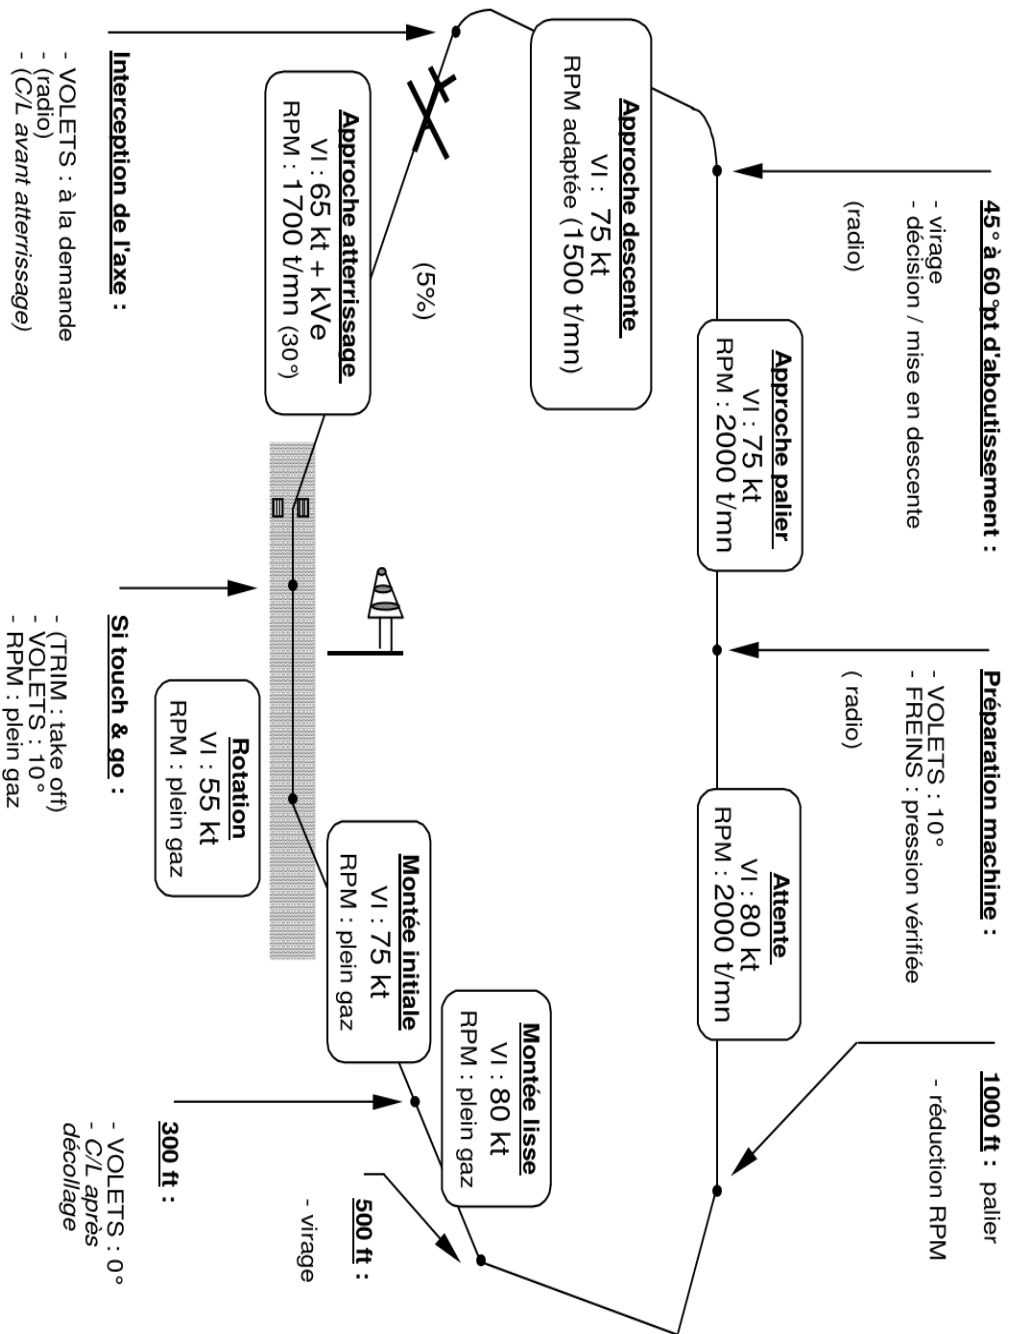 45° à 60°pt d'aboutissement :
- virage
- décision / mise en descente
(radio)
Préparation machine :
- VOLETS : 10°
- FREINS : pression vérifiée
( radio)
1000 ft : palier
- réduction RPM
Approche palier
VI : 75 kt
RPM : 2000 t/mn
Attente
VI : 80 kt
RPM : 2000 t/mn
Approche descente
VI : 75 kt
RPM adaptée (1500 t/mn)
(5%)
Approche atterrissage
VI : 65 kt + kVe
RPM : 1700 t/mn (30°)
Montée lisse
VI : 80 kt
RPM : plein gaz
Montée initiale
VI : 75 kt
RPM : plein gaz
500 ft :
- virage
Rotation
VI : 55 kt
RPM : plein gaz
Interception de l'axe :
- VOLETS : à la demande
- (radio)
- (C/L avant atterrissage)
Si touch & go :
- (TRIM : take off)
- VOLETS : 10°
- RPM : plein gaz
300 ft :
- VOLETS : 0°
- C/L après
décollage